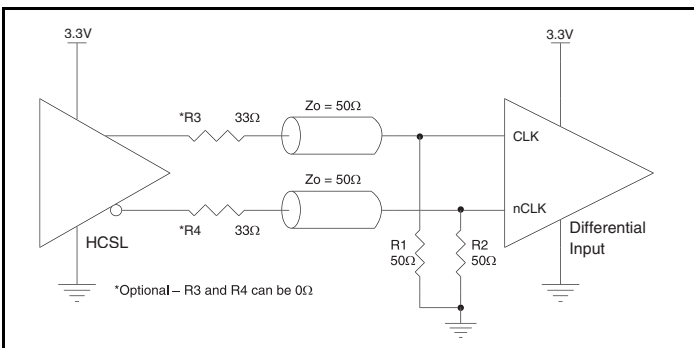 3.3V
3.3V
*R3 33Ω
Zo = 50Ω
CLK
Zo = 50Ω
nCLK
*R4 33Ω
HCSL
R1
50Ω
R2
50Ω
Differential
Input
*Optional – R3 and R4 can be 0Ω